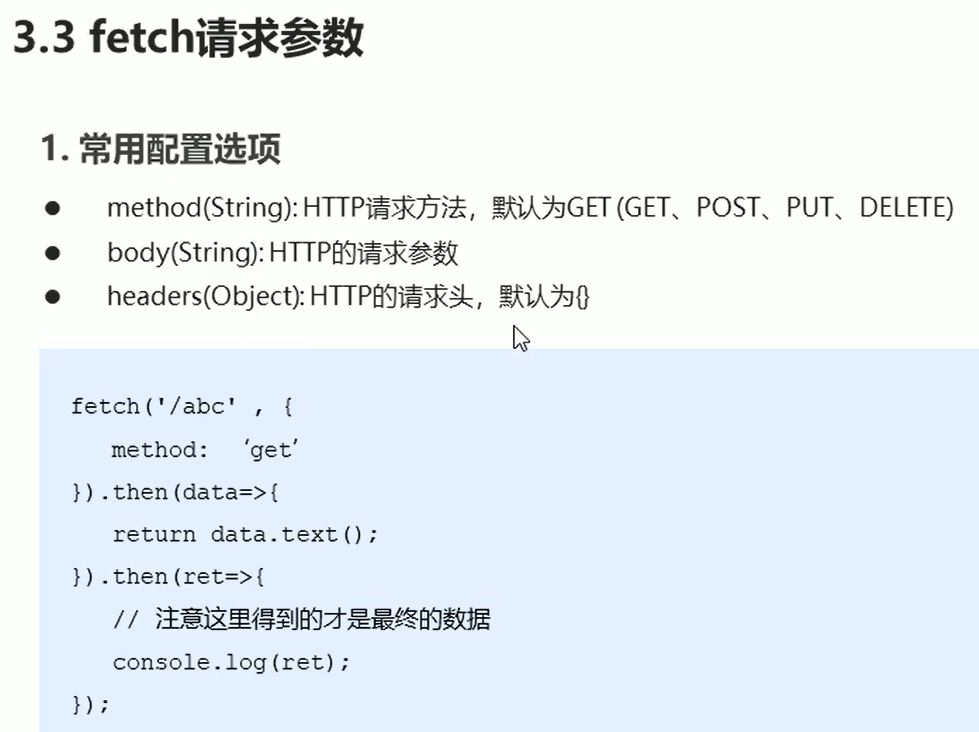 3.3 fetch请求参数
1. 常用配置选项
● method(String): HTTP请求方法，默认为GET (GET、POST、PUT、DELETE)
● body(String): HTTP的请求参数
● headers(Object): HTTP的请求头，默认为{}
fetch('/abc' , {
method: ‘get’
}).then(data=>{
return data.text();
}).then(ret=>{
// 注意这里得到的才是最终的数据
console.log(ret);
});